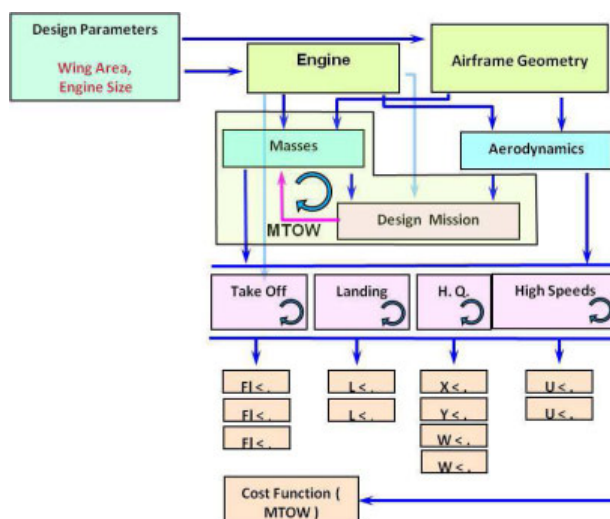 Design Parameters
Wing Area,
Engine Size
Engine
Airframe Geometry
Masses
Aerodynamics
Design Mission
MTOW
Take Off
Landing
H. Q.
High Speeds
Fl < .
Fl < .
Fl < .
L < .
L < .
X < .
Y < .
W < .
W < .
U < .
U < .
Cost Function (
MTOW )